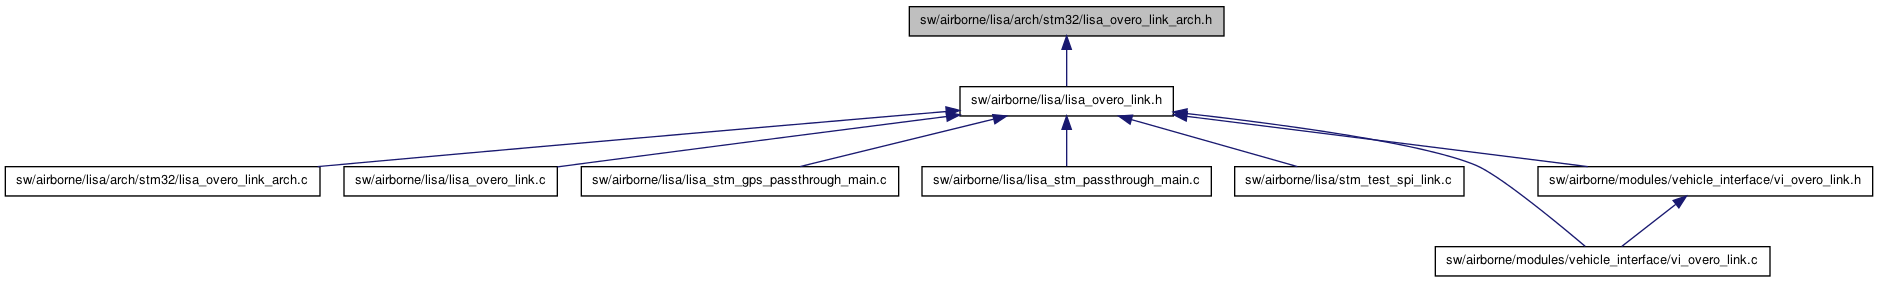 sw/airborne/lisa/arch/stm32/lisa_overo_link_arch.h
sw/airborne/lisa/lisa_overo_link.h
sw/airborne/lisa/arch/stm32/lisa_overo_link_arch.c
sw/airborne/lisa/lisa_overo_link.c
sw/airborne/lisa/lisa_stm_gps_passthrough_main.c
sw/airborne/lisa/lisa_stm_passthrough_main.c
sw/airborne/lisa/stm_test_spi_link.c
sw/airborne/modules/vehicle_interface/vi_overo_link.h
sw/airborne/modules/vehicle_interface/vi_overo_link.c